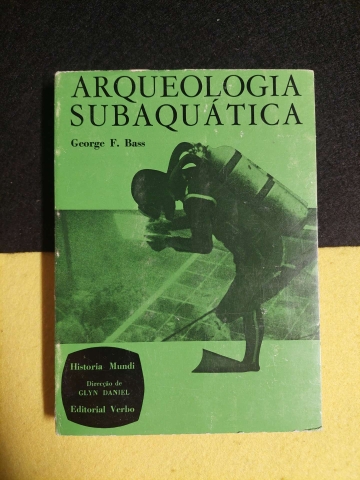 ARQUEOLOGIA
SUBAQUÁTICA
George F. Bass
Historia Mundi
Direcção de
GLYN DANIEL
Editorial Verbo